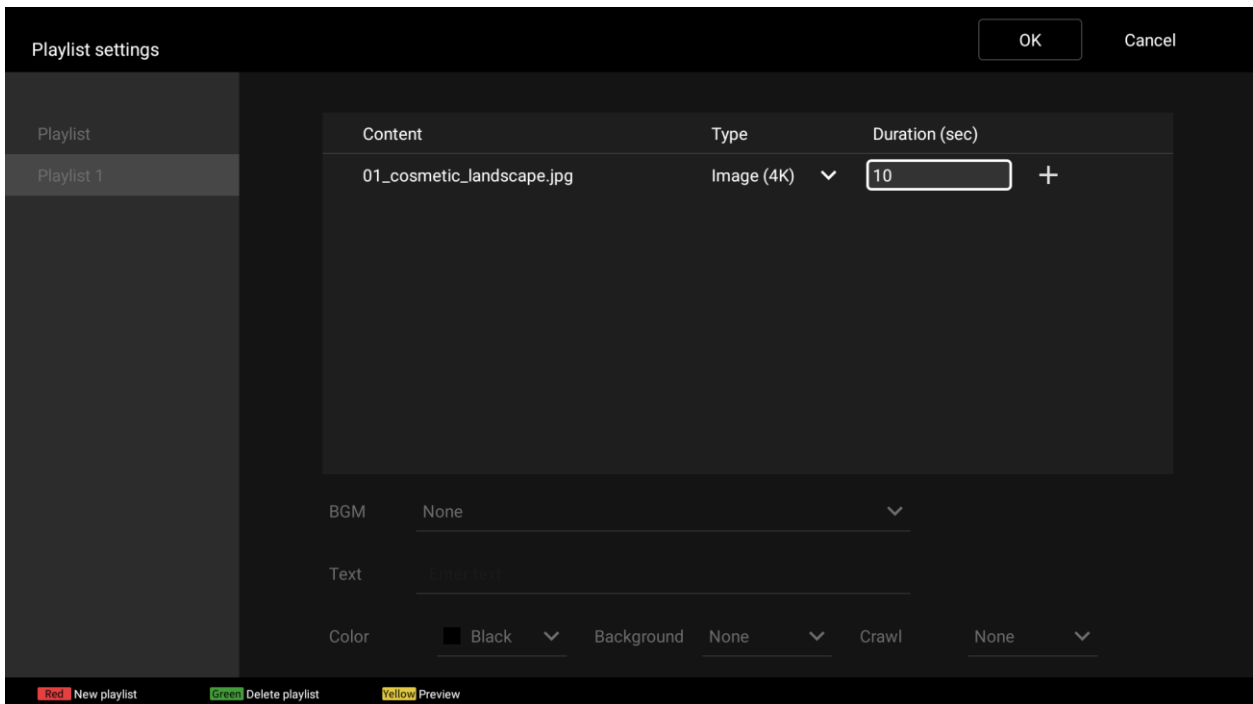 Playlist settings
OK
Cancel
Playlist
Playlist 1
Content Type Duration (sec)
01_cosmetic_landscape.jpg Image (4K) 10
BGM None
Text Enter text
Color Black Background None Crawl None
Red New playlist Green Delete playlist Yellow Preview